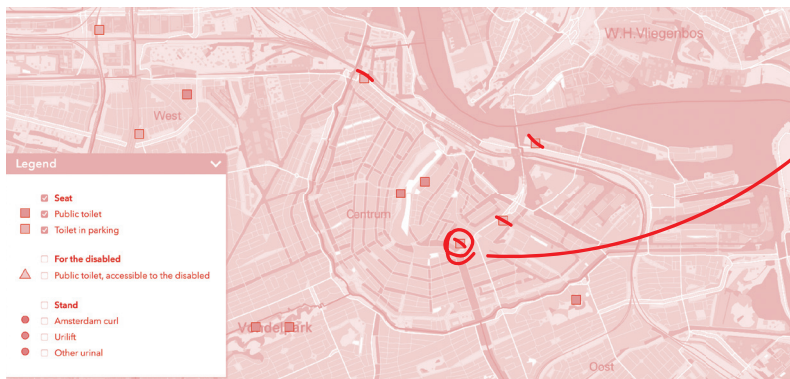 W.H.Vliegenbos
West
Legend
Seat
Public toilet
Toilet in parking
Centrum
For the disabled
Public toilet, accessible to the disabled
Stand
Amsterdam curl
Urilift
Other urinal
Vondelpark
Oost